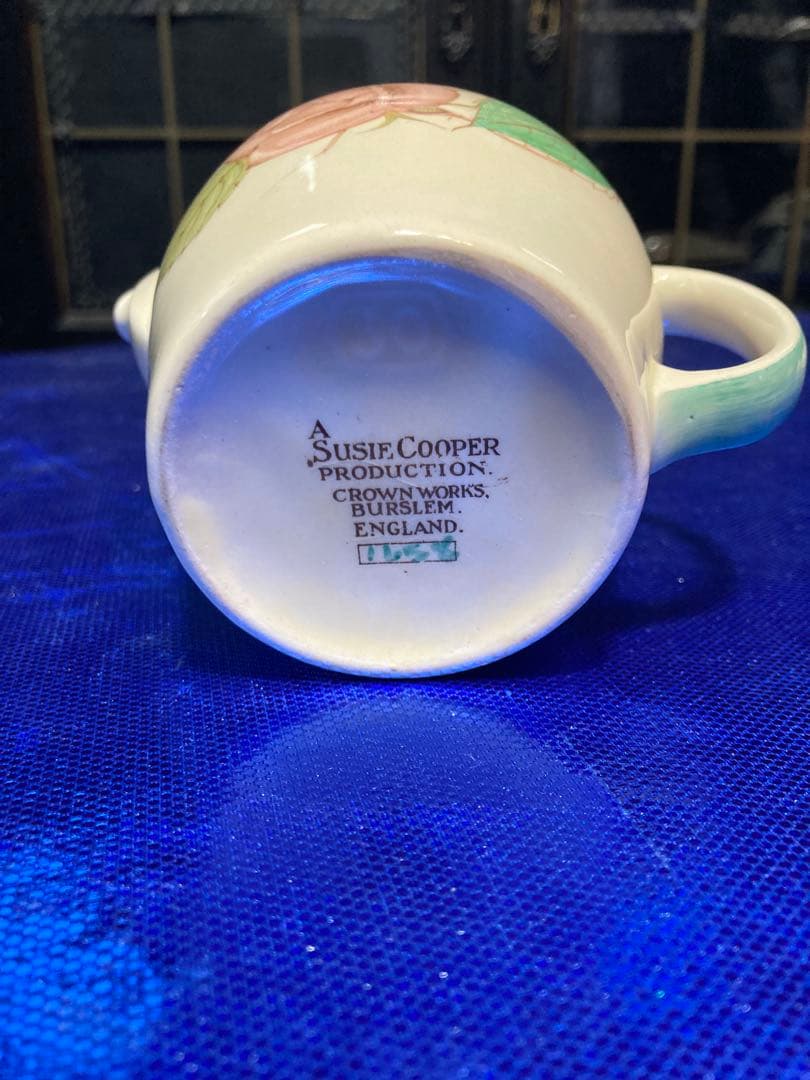 A
SUSIE COOPER
PRODUCTION.
CROWN WORKS,
BURSLEM.
ENGLAND.